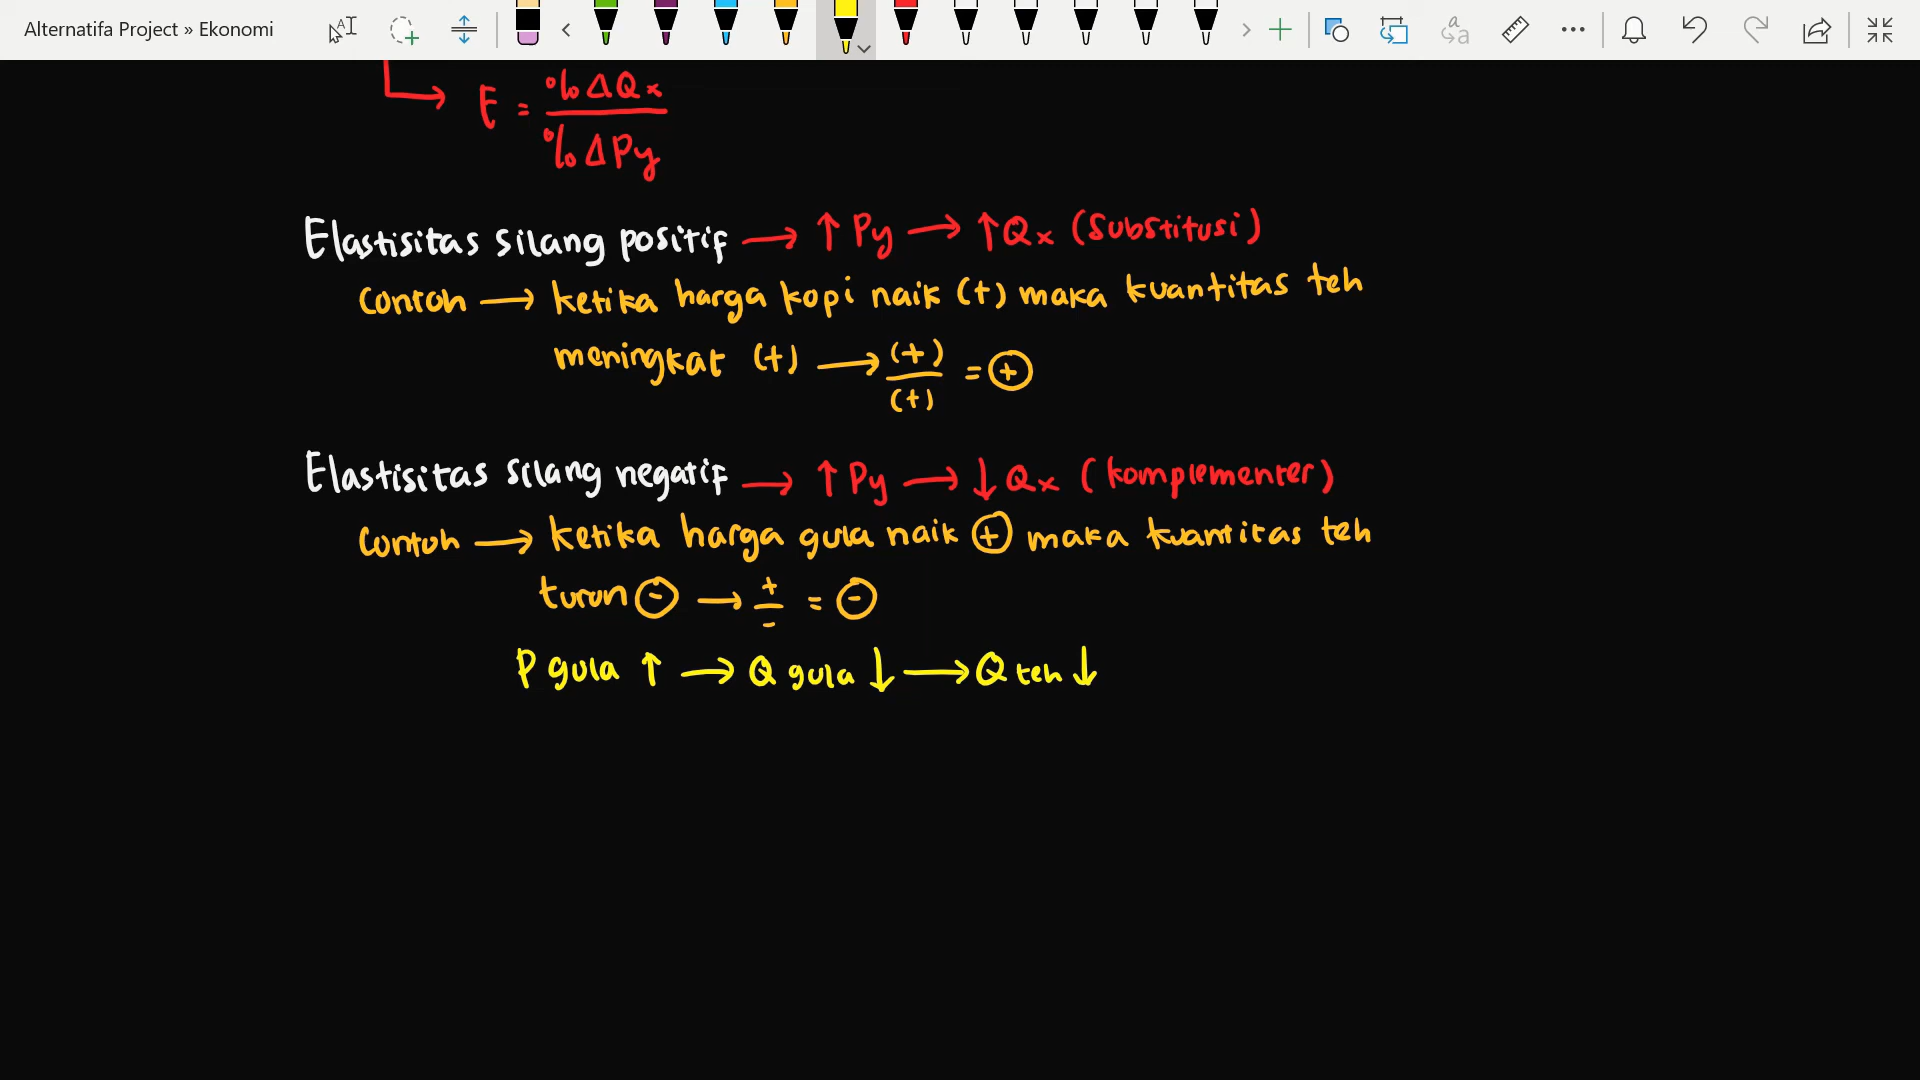 Alternatifa Project » Ekonomi
E = %ΔQx / %ΔPy
Elastisitas silang positif → ↑ Py → ↑ Qx (Substitusi)
Contoh → ketika harga kopi naik (+) maka kuantitas teh
meningkat (+) → (+)/(+) = ⊕
Elastisitas silang negatif → ↑ Py → ↓ Qx (komplementer)
Contoh → ketika harga gula naik ⊕ maka kuantitas teh
turun ⊖ → +/- = ⊖
P gula ↑ → Q gula ↓ → Q teh ↓